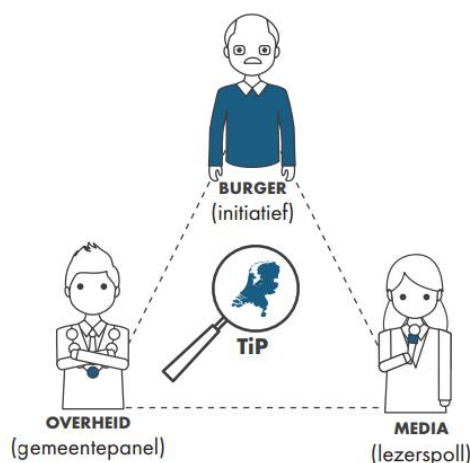 BURGER
(initiatief)
TiP
OVERHEID
(gemeentepanel)
MEDIA
(lezerspoll)